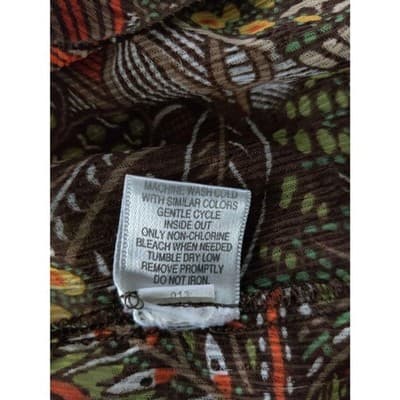 MACHINE WASH COLD
WITH SIMILAR COLORS
GENTLE CYCLE
INSIDE OUT
ONLY NON-CHLORINE
BLEACH WHEN NEEDED
TUMBLE DRY LOW
REMOVE PROMPTLY
DO NOT IRON.